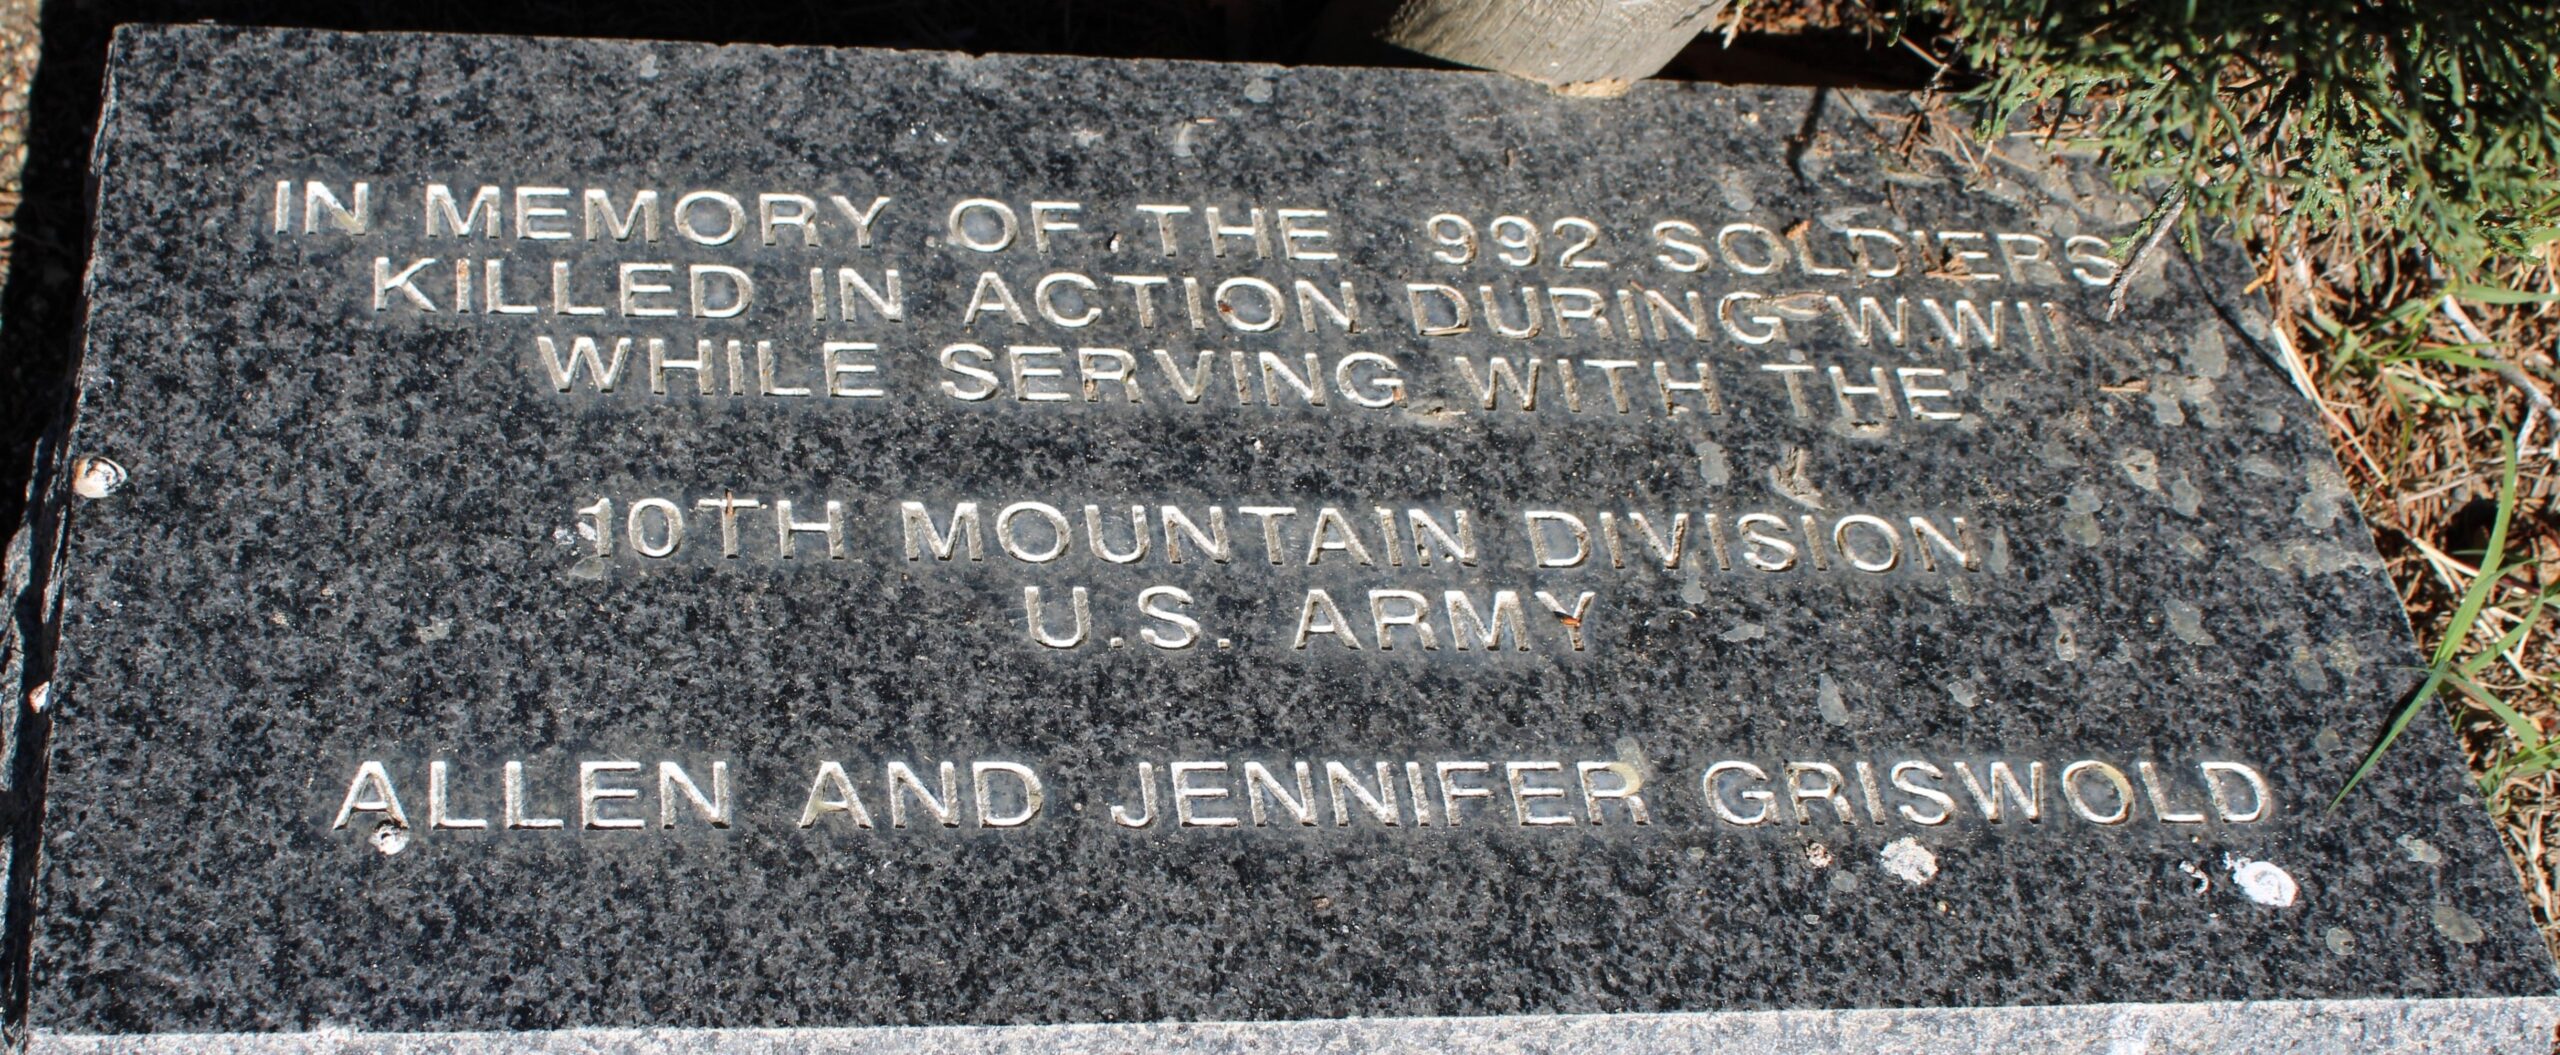 IN MEMORY OF THE 992 SOLDIERS
KILLED IN ACTION DURING WWII
WHILE SERVING WITH THE
10TH MOUNTAIN DIVISION
U.S. ARMY
ALLEN AND JENNIFER GRISWOLD